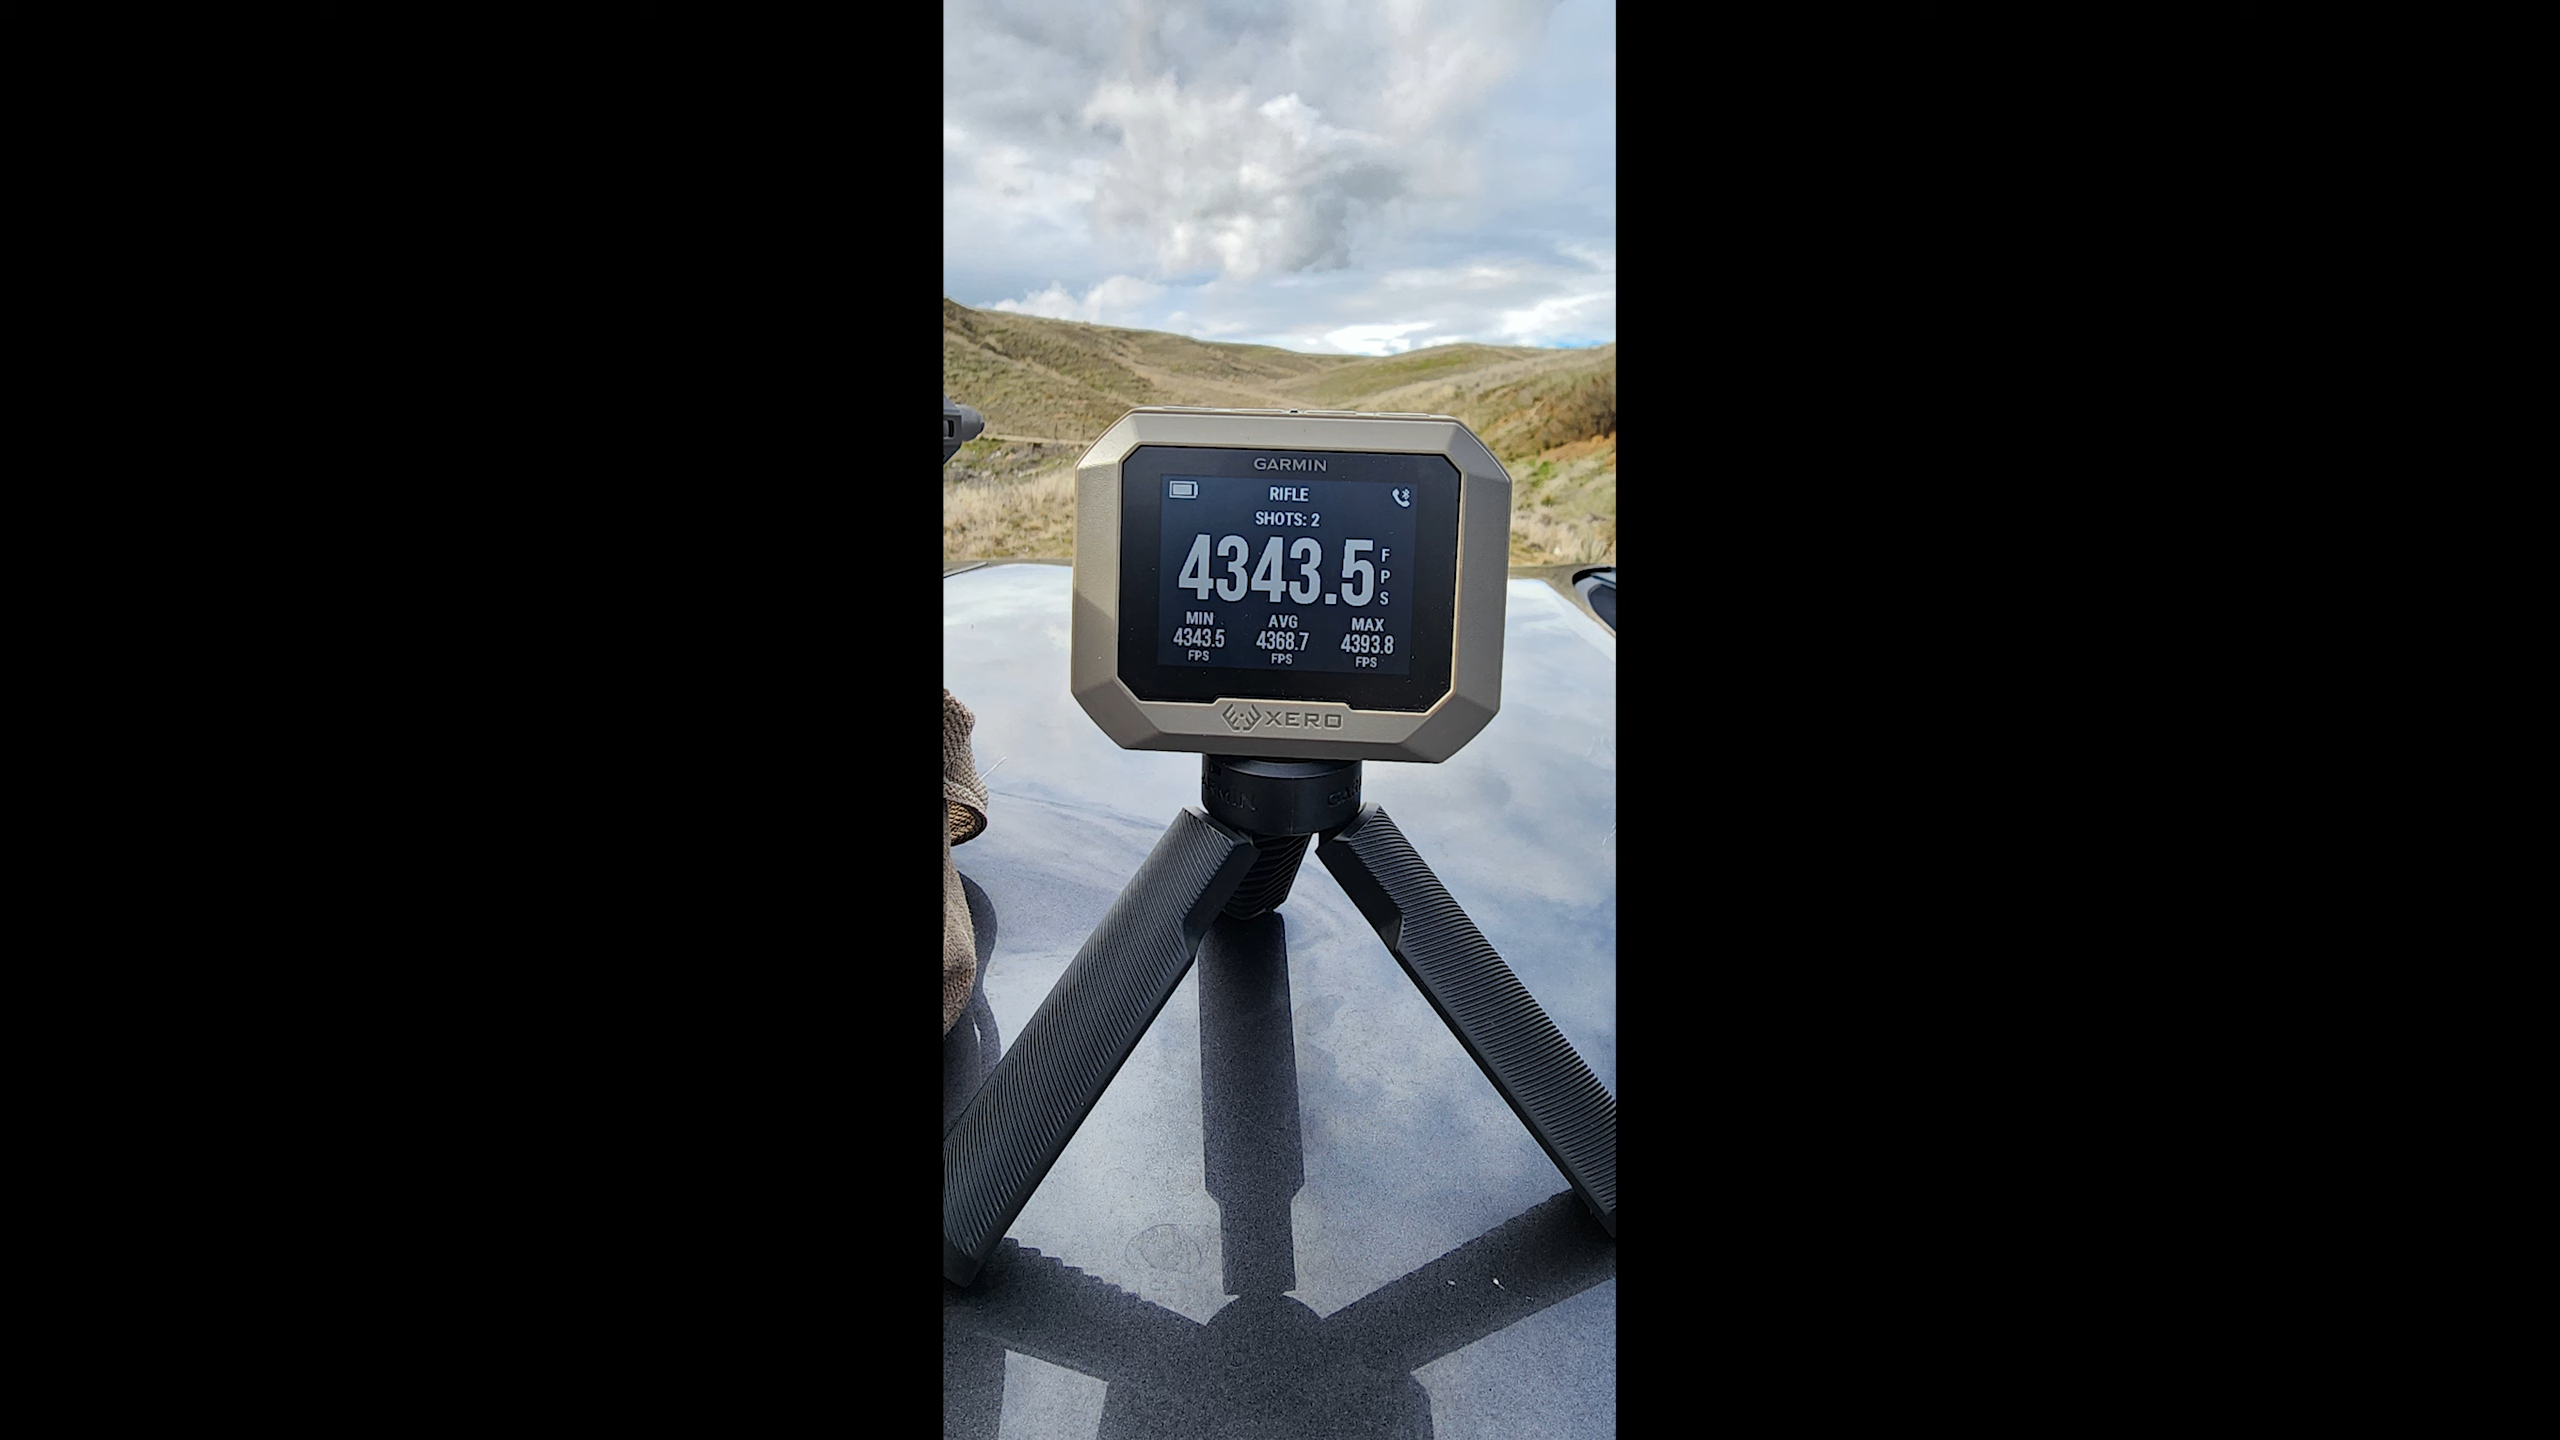 GARMIN
RIFLE
SHOTS: 2
4343.5 FPS
MIN AVG MAX
4343.5 4368.7 4393.8
FPS FPS FPS
XERO